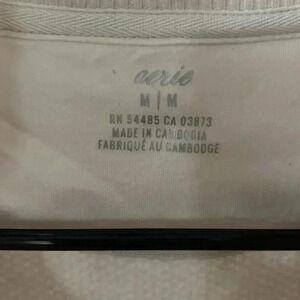 aerie
M | M
RN 54485 CA 03873
MADE IN CAMBODIA
FABRIQUÉ AU CAMBODGE